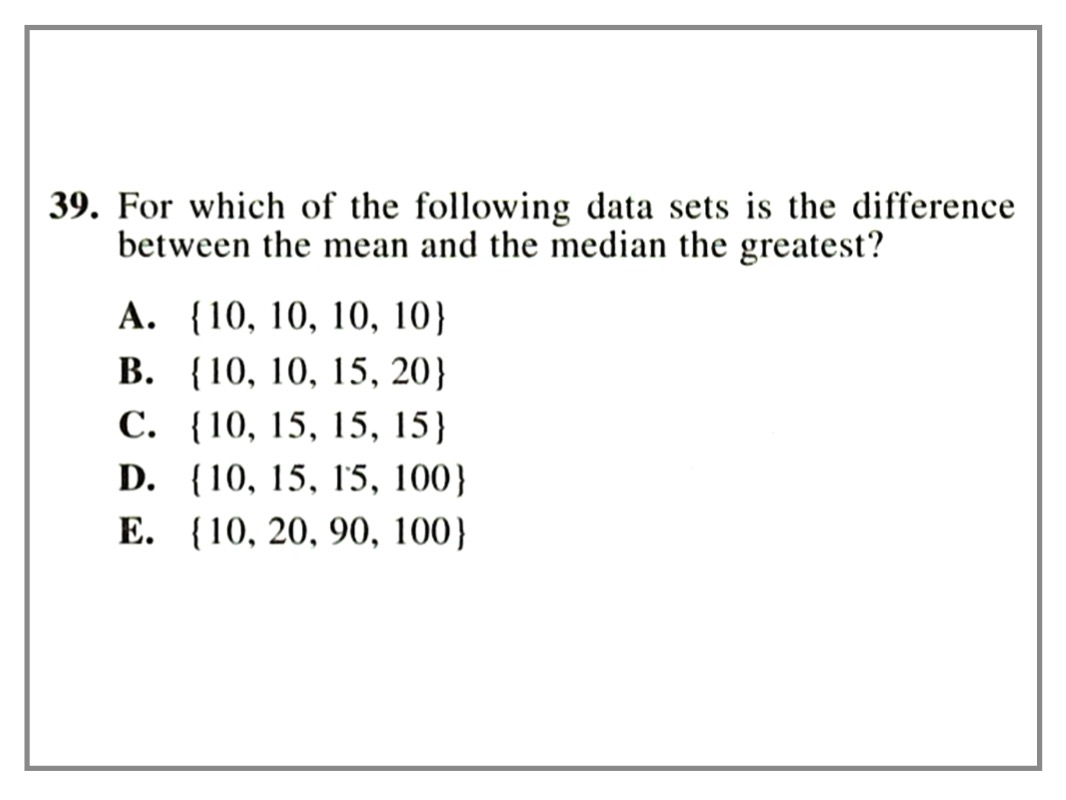 39. For which of the following data sets is the difference
between the mean and the median the greatest?
A. {10, 10, 10, 10}
B. {10, 10, 15, 20}
C. {10, 15, 15, 15}
D. {10, 15, 15, 100}
E. {10, 20, 90, 100}